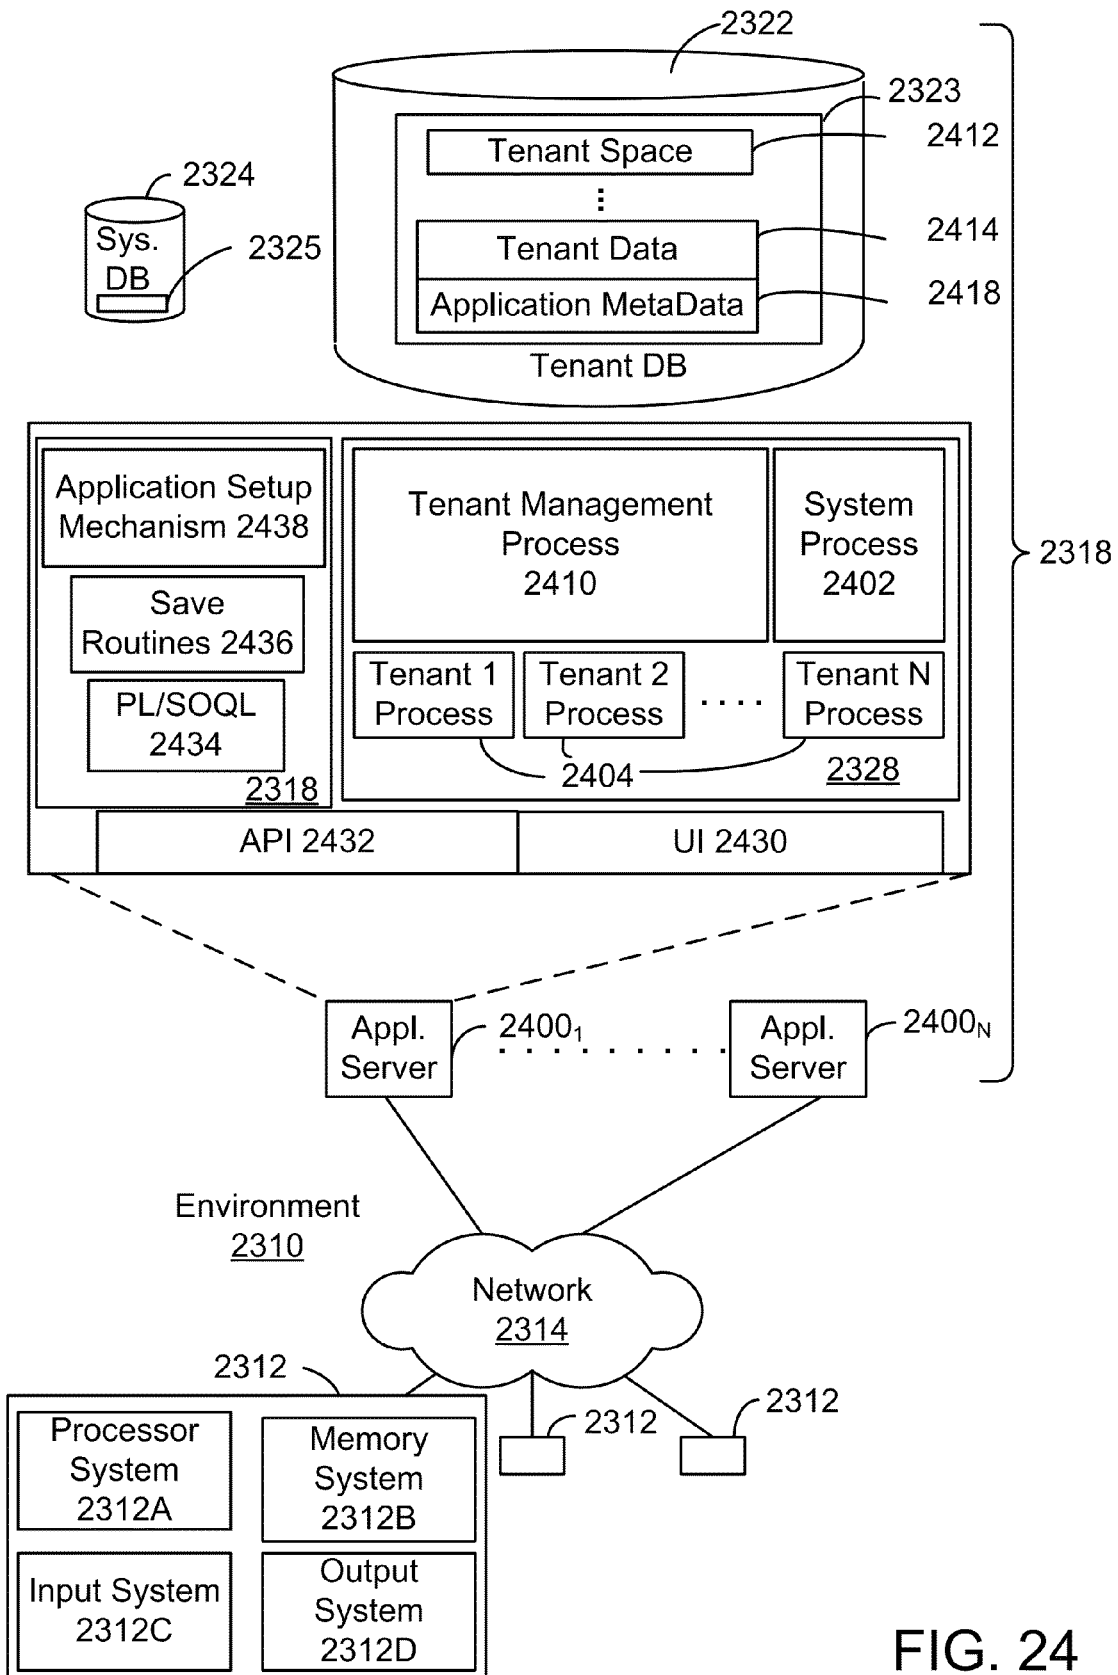 2322
2323
Tenant Space
2412
2324
Sys.
DB
2325
Tenant Data
2414
Application MetaData
2418
Tenant DB
Application Setup
Mechanism 2438
Save
Routines 2436
PL/SOQL
2434
2318
Tenant Management
Process
2410
System
Process
2402
Tenant 1
Process
Tenant 2
Process
. . . .
Tenant N
Process
2404
2328
2318
API 2432
UI 2430
Appl.
Server
2400₁
Appl.
Server
2400N
Environment
2310
Network
2314
2312
2312
2312
Processor
System
2312A
Memory
System
2312B
Input System
2312C
Output
System
2312D
FIG. 24